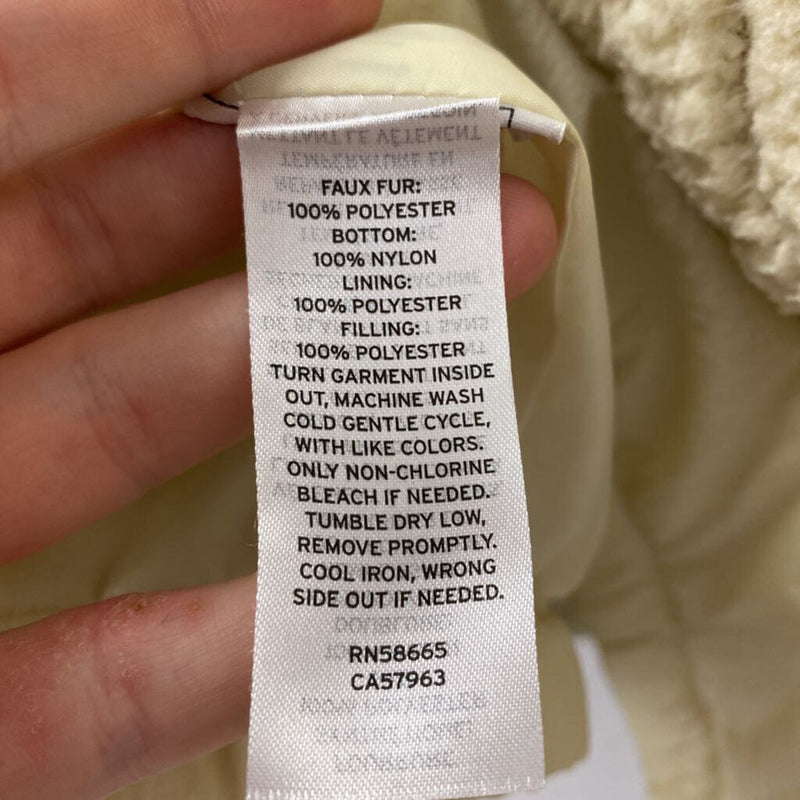 FAUX FUR:
100% POLYESTER
BOTTOM:
100% NYLON
LINING:
100% POLYESTER
FILLING:
100% POLYESTER
TURN GARMENT INSIDE
OUT, MACHINE WASH
COLD GENTLE CYCLE,
WITH LIKE COLORS.
ONLY NON-CHLORINE
BLEACH IF NEEDED.
TUMBLE DRY LOW,
REMOVE PROMPTLY.
COOL IRON, WRONG
SIDE OUT IF NEEDED.
RN58665
CA57963